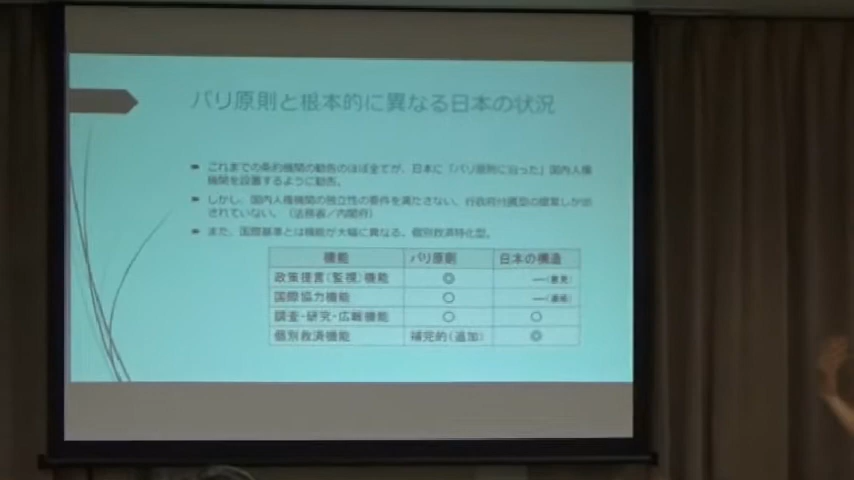 パリ原則と根本的に異なる日本の状況
これまでの条約機関の勧告のほぼ全てが、日本に「パリ原則に沿った」国内人権
機関を設置するように勧告。
しかし、国内人権機関の独立性の要件を満たさない、行政府付属型の提案しか出
されていない。（法務省／内閣府）
また、国際基準とは機能が大幅に異なる。個別救済特化型。
機能 パリ原則 日本の構造
政策提言(監視)機能 ◎ ―(意見)
国際協力機能 ○ ―
調査・研究・広報機能 ○ ○
個別救済機能 補完的(追加) ◎